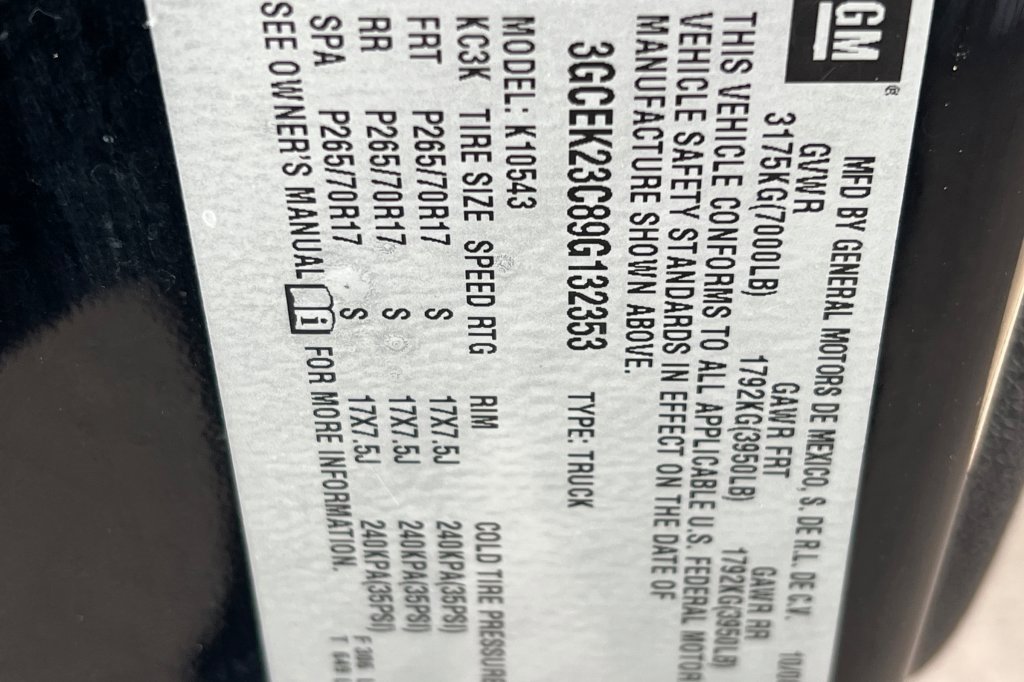 GM®
MFD BY GENERAL MOTORS DE MEXICO, S. DE R.L. DE C.V.
GVWR GAWR FRT GAWR RR
3175KG(7000LB) 1792KG(3950LB) 1792KG(3950LB)
THIS VEHICLE CONFORMS TO ALL APPLICABLE U.S. FEDERAL MOTOR
VEHICLE SAFETY STANDARDS IN EFFECT ON THE DATE OF
MANUFACTURE SHOWN ABOVE.
3GCEK23C89G132353 TYPE: TRUCK
MODEL: K10543
KC3K TIRE SIZE SPEED RTG RIM COLD TIRE PRESSURE
FRT P265/70R17 S 17X7.5J 240KPA(35PSI)
RR P265/70R17 S 17X7.5J 240KPA(35PSI)
SPA P265/70R17 S 17X7.5J 240KPA(35PSI)
SEE OWNER'S MANUAL i FOR MORE INFORMATION.